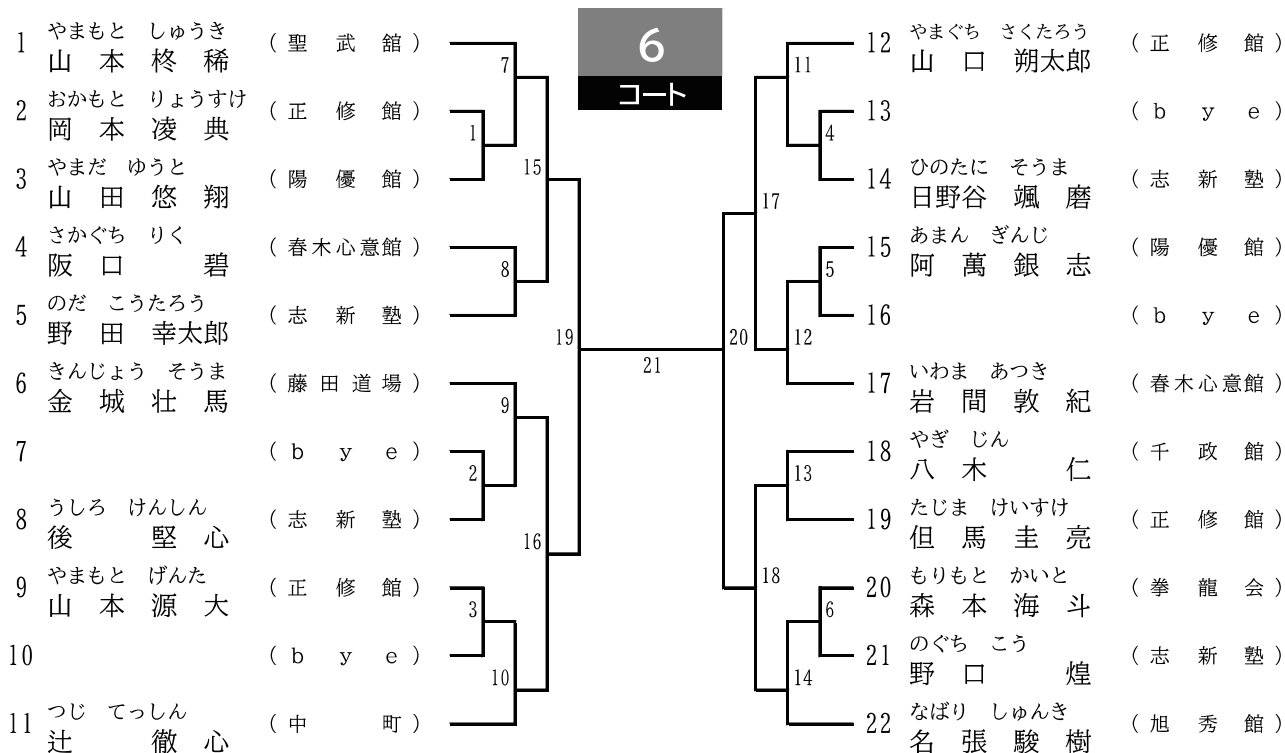 6
コート
やまもと しゅうき
1 山本柊稀 (聖武舘)
おかもと りょうすけ
2 岡本凌典 (正修館)
やまだ ゆうと
3 山田悠翔 (陽優館)
さかぐち りく
4 阪口碧 (春木心意館)
のだ こうたろう
5 野田幸太郎 (志新塾)
きんじょう そうま
6 金城壮馬 (藤田道場)
7 (bye)
うしろ けんしん
8 後堅心 (志新塾)
やまもと げんた
9 山本源大 (正修館)
10 (bye)
つじ てっしん
11 辻徹心 (中町)
7
1
15
8
19
9
2
16
3
10
21
11
4
17
5
20
12
13
18
6
14
やまぐち さくたろう
12 山口朔太郎 (正修館)
13 (bye)
ひのたに そうま
14 日野谷颯磨 (志新塾)
あまん ぎんじ
15 阿萬銀志 (陽優館)
16 (bye)
いわま あつき
17 岩間敦紀 (春木心意館)
やぎ じん
18 八木仁 (千政館)
たじま けいすけ
19 但馬圭亮 (正修館)
もりもと かいと
20 森本海斗 (拳龍会)
のぐち こう
21 野口煌 (志新塾)
なばり しゅんき
22 名張駿樹 (旭秀館)